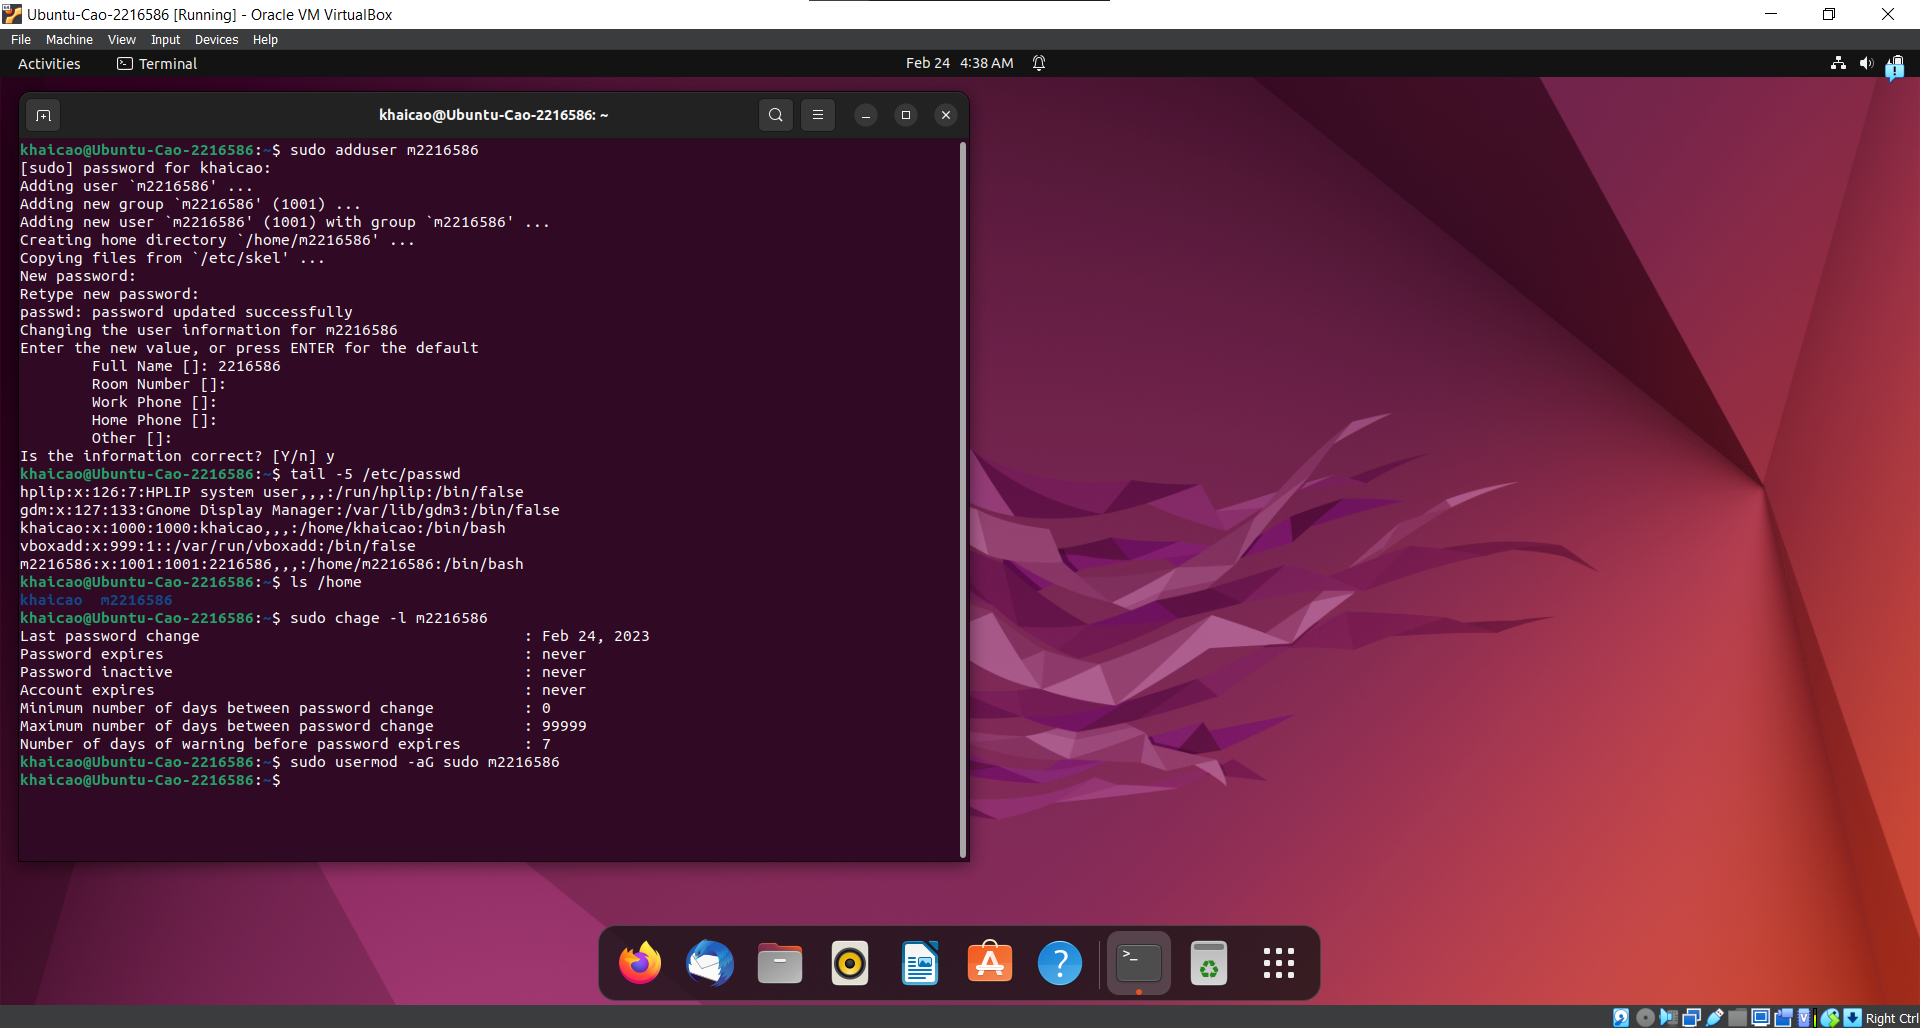 Ubuntu-Cao-2216586 [Running] - Oracle VM VirtualBox
File Machine View Input Devices Help
Activities Terminal Feb 24 4:38 AM
khaicao@Ubuntu-Cao-2216586: ~
khaicao@Ubuntu-Cao-2216586:~$ sudo adduser m2216586
[sudo] password for khaicao:
Adding user `m2216586' ...
Adding new group `m2216586' (1001) ...
Adding new user `m2216586' (1001) with group `m2216586' ...
Creating home directory `/home/m2216586' ...
Copying files from `/etc/skel' ...
New password:
Retype new password:
passwd: password updated successfully
Changing the user information for m2216586
Enter the new value, or press ENTER for the default
Full Name []: 2216586
Room Number []:
Work Phone []:
Home Phone []:
Other []:
Is the information correct? [Y/n] y
khaicao@Ubuntu-Cao-2216586:~$ tail -5 /etc/passwd
hplip:x:126:7:HPLIP system user,,,:/run/hplip:/bin/false
gdm:x:127:133:Gnome Display Manager:/var/lib/gdm3:/bin/false
khaicao:x:1000:1000:khaicao,,,:/home/khaicao:/bin/bash
vboxadd:x:999:1::/var/run/vboxadd:/bin/false
m2216586:x:1001:1001:2216586,,,:/home/m2216586:/bin/bash
khaicao@Ubuntu-Cao-2216586:~$ ls /home
khaicao m2216586
khaicao@Ubuntu-Cao-2216586:~$ sudo chage -l m2216586
Last password change : Feb 24, 2023
Password expires : never
Password inactive : never
Account expires : never
Minimum number of days between password change : 0
Maximum number of days between password change : 99999
Number of days of warning before password expires : 7
khaicao@Ubuntu-Cao-2216586:~$ sudo usermod -aG sudo m2216586
khaicao@Ubuntu-Cao-2216586:~$
Right Ctrl